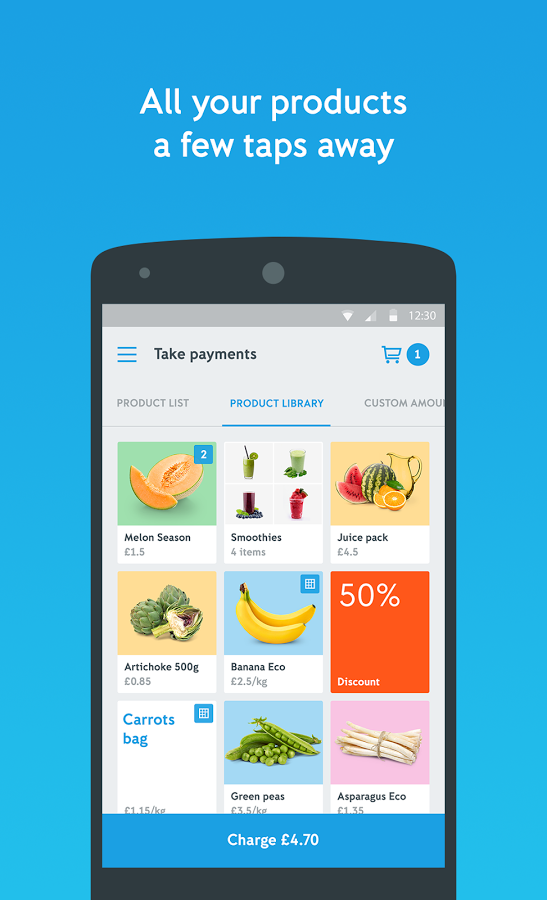 All your products
a few taps away
12:30
Take payments
1
PRODUCT LIST
PRODUCT LIBRARY
CUSTOM AMOU
2
Melon Season
£1.5
Smoothies
4 items
Juice pack
£4.5
Artichoke 500g
£0.85
Banana Eco
£2.5/kg
50%
Discount
Carrots
bag
£1.15/kg
Green peas
£3.5/kg
Asparagus Eco
£1.35
Charge £4.70